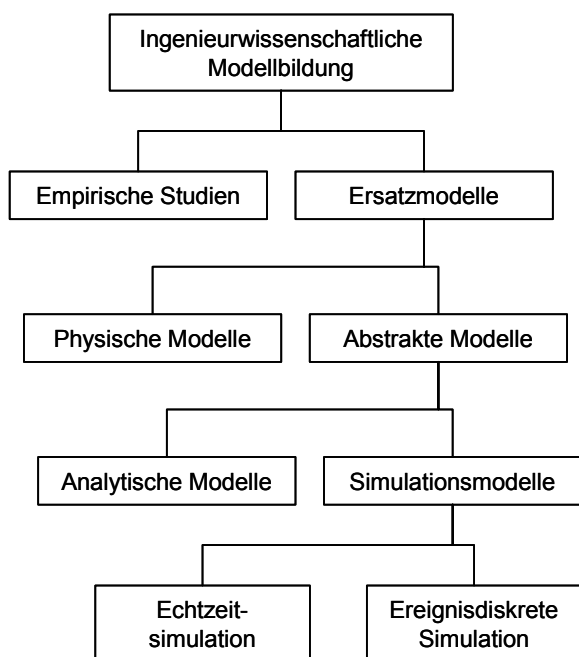 Ingenieurwissenschaftliche
Modellbildung
Empirische Studien
Ersatzmodelle
Physische Modelle
Abstrakte Modelle
Analytische Modelle
Simulationsmodelle
Echtzeit-
simulation
Ereignisdiskrete
Simulation